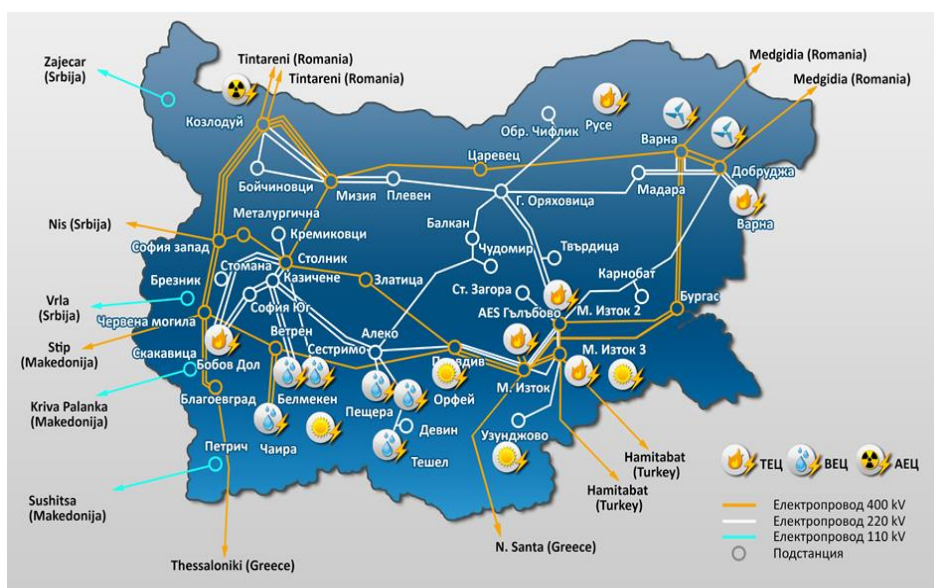 Zajecar
(Srbija)
Tintareni (Romania)
Tintareni (Romania)
Medgidia (Romania)
Medgidia (Romania)
Козлодуй
Обр. Чифлик
Русе
Варна
Добруджа
Царевец
Бойчиновци
Мизия
Плевен
Г. Оряховица
Мадара
Варна
Металургична
Кремиковци
Балкан
Nis (Srbija)
София запад
Столник
Чудомир
Твърдица
Стомана
Казичене
Златица
Карнобат
Брезник
Ст. Загора
Vrla
(Srbija)
София Юг
AES Гълъбово
М. Изток 2
Бургас
Червена могила
Ветрен
Алеко
Stip
(Makedonija)
Скакавица
Бобов Дол
Сестримо
Пловдив
М. Изток 3
М. Изток
Kriva Palanka
(Makedonija)
Благоевград
Белмекен
Пещера
Орфей
Чаира
Девин
Узунджово
Петрич
Тешел
Hamitabat
(Turkey)
Hamitabat
(Turkey)
Sushitsa
(Makedonija)
N. Santa (Greece)
Thessaloniki (Greece)
ТЕЦ
ВЕЦ
АЕЦ
Електропровод 400 kV
Електропровод 220 kV
Електропровод 110 kV
Подстанция